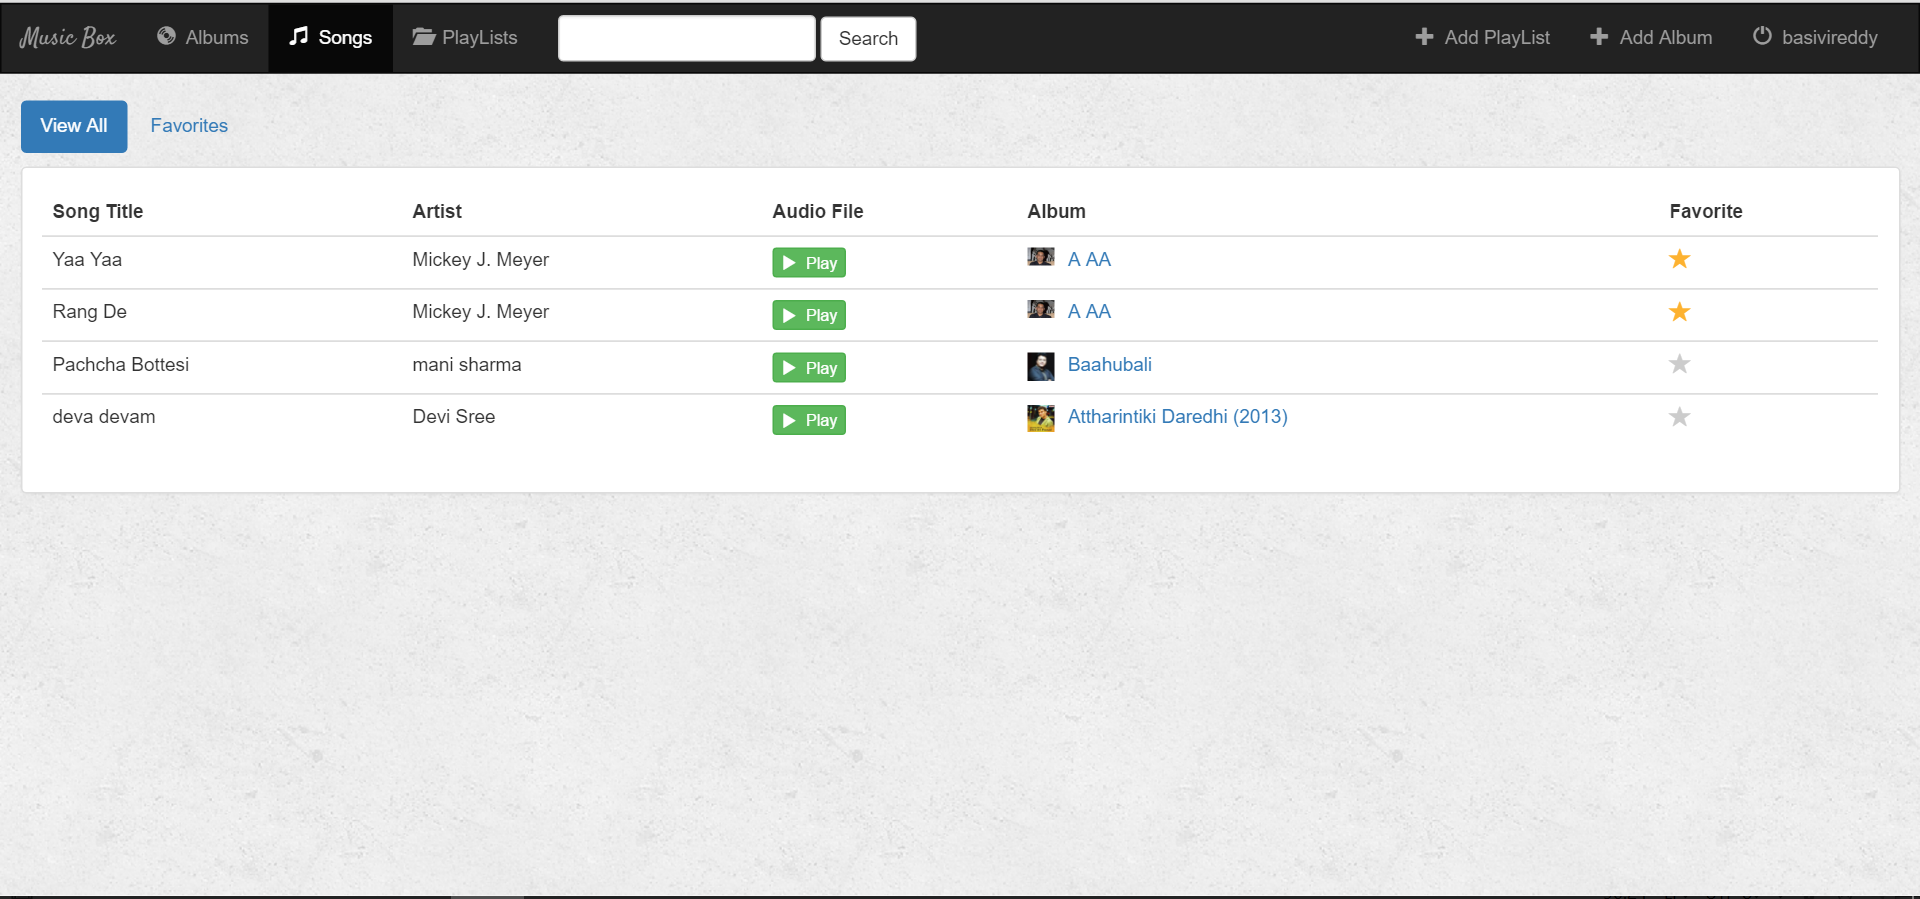 Music Box Albums Songs PlayLists Search Add PlayList Add Album basivireddy
View All Favorites
Song Title Artist Audio File Album Favorite
Yaa Yaa Mickey J. Meyer Play A AA
Rang De Mickey J. Meyer Play A AA
Pachcha Bottesi mani sharma Play Baahubali
deva devam Devi Sree Play Attharintiki Daredhi (2013)